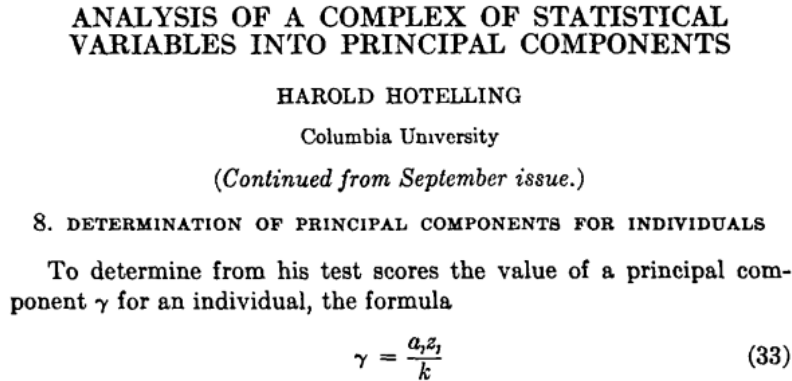 ANALYSIS OF A COMPLEX OF STATISTICAL
VARIABLES INTO PRINCIPAL COMPONENTS
HAROLD HOTELLING
Columbia University
(Continued from September issue.)
8. DETERMINATION OF PRINCIPAL COMPONENTS FOR INDIVIDUALS
To determine from his test scores the value of a principal com-
ponent γ for an individual, the formula
γ = a_j z_j / k (33)